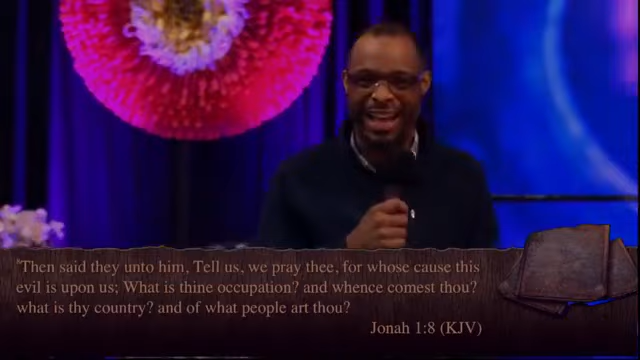 "Then said they unto him, Tell us, we pray thee, for whose cause this
evil is upon us; What is thine occupation? and whence comest thou?
what is thy country? and of what people art thou?
Jonah 1:8 (KJV)